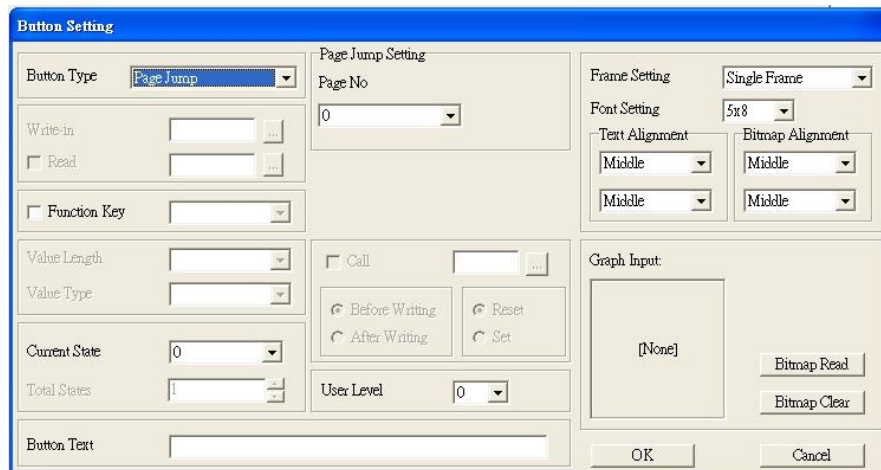 Button Setting
Button Type
Page Jump
Write-in
...
Read
...
Function Key
Value Length
Value Type
Current State
0
Total States
1
Button Text
Page Jump Setting
Page No
0
Call
...
Before Writing
After Writing
Reset
Set
User Level
0
Frame Setting
Single Frame
Font Setting
5x8
Text Alignment
Middle
Middle
Bitmap Alignment
Middle
Middle
Graph Input:
[None]
Bitmap Read
Bitmap Clear
OK
Cancel